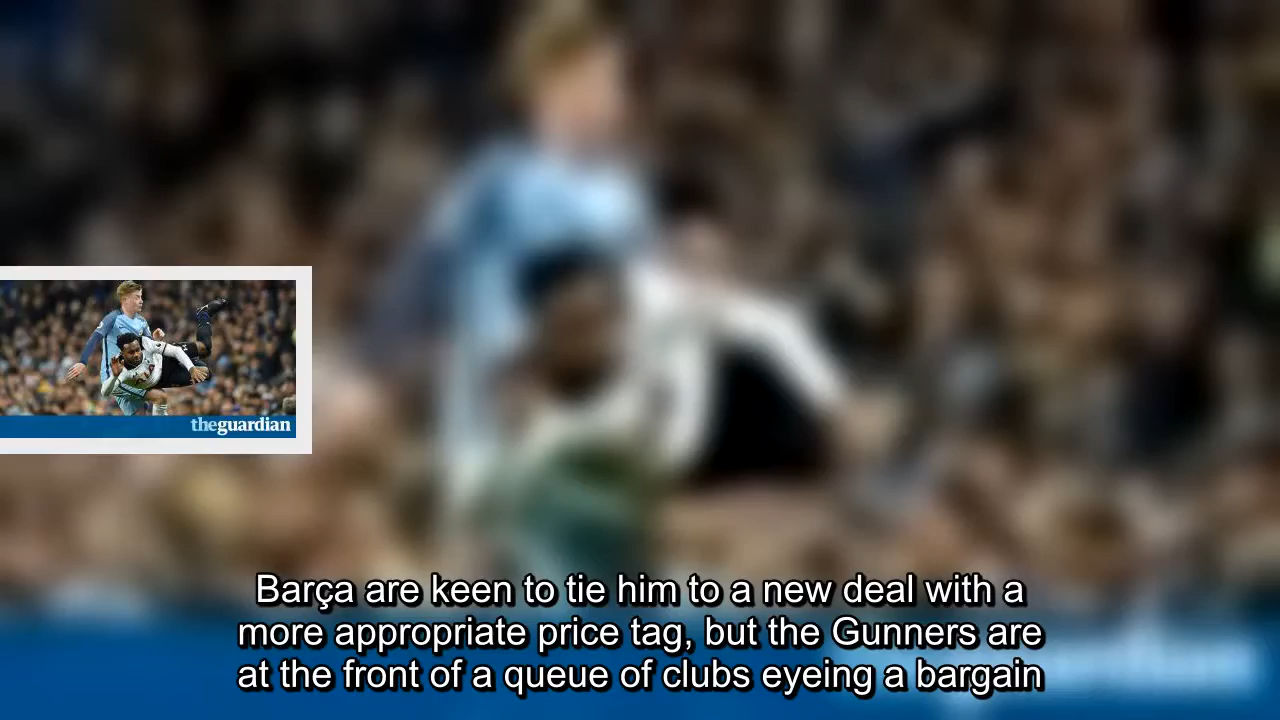 theguardian
Barça are keen to tie him to a new deal with a
more appropriate price tag, but the Gunners are
at the front of a queue of clubs eyeing a bargain